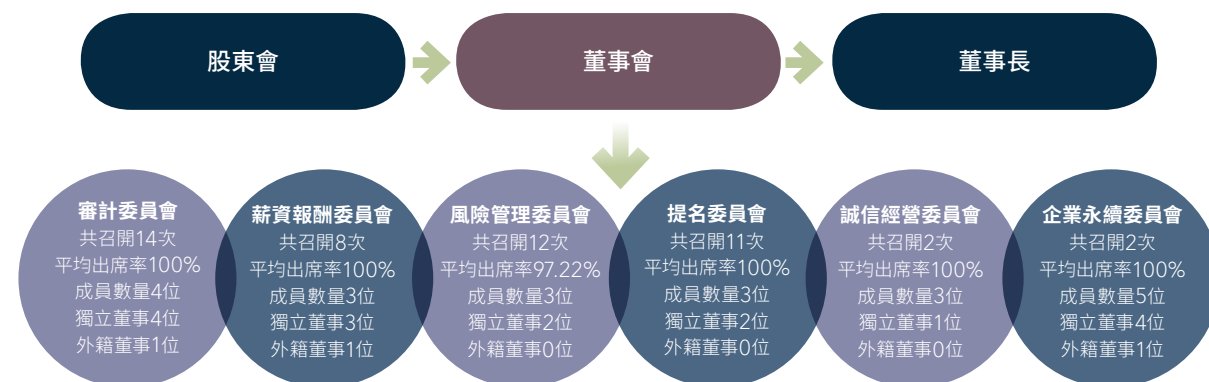 股東會
董事會
董事長
審計委員會
共召開14次
平均出席率100%
成員數量4位
獨立董事4位
外籍董事1位
薪資報酬委員會
共召開8次
平均出席率100%
成員數量3位
獨立董事3位
外籍董事1位
風險管理委員會
共召開12次
平均出席率97.22%
成員數量3位
獨立董事2位
外籍董事0位
提名委員會
共召開11次
平均出席率100%
成員數量3位
獨立董事2位
外籍董事0位
誠信經營委員會
共召開2次
平均出席率100%
成員數量3位
獨立董事1位
外籍董事0位
企業永續委員會
共召開2次
平均出席率100%
成員數量5位
獨立董事4位
外籍董事1位